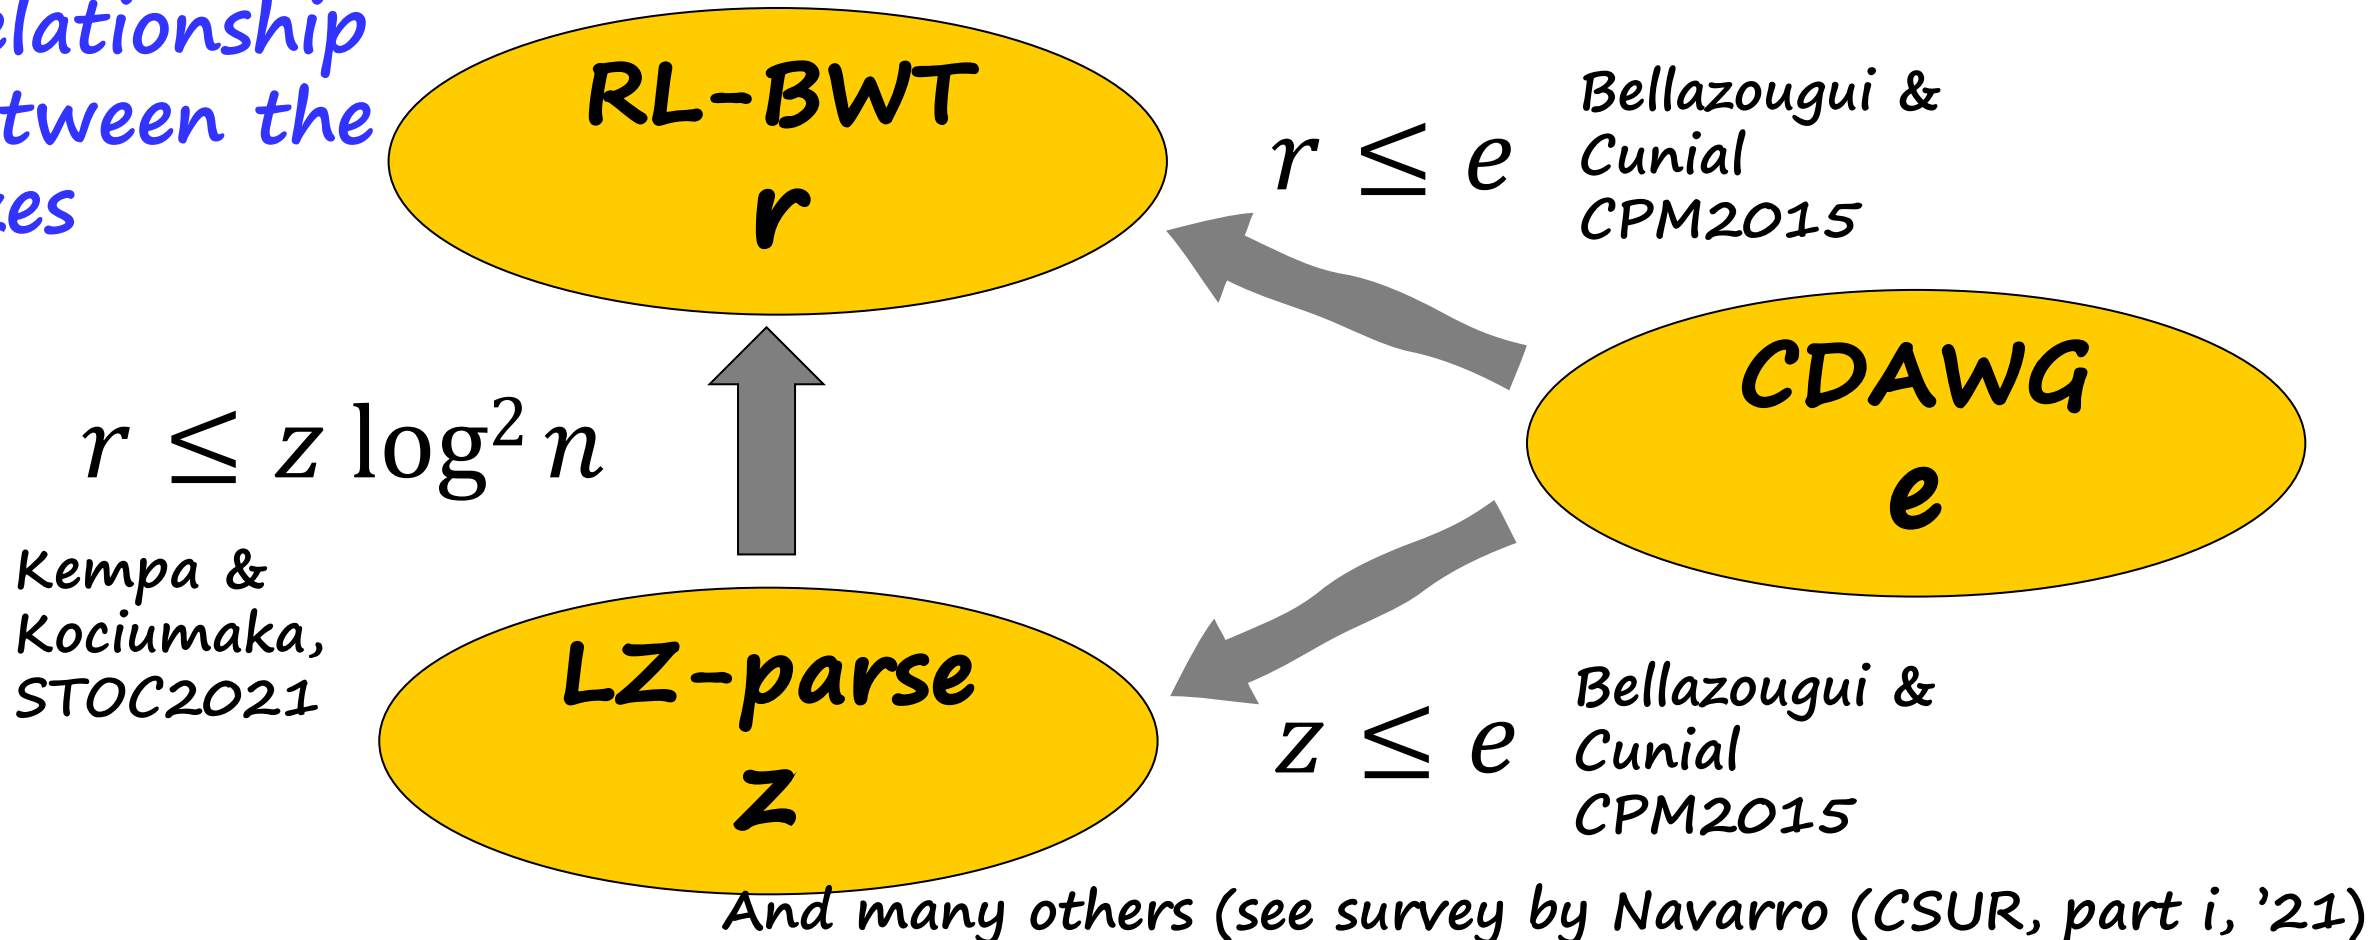 elationship
tween the
es
RL-BWT
r
r ≤ e
Bellazougui &
Cunial
CPM2015
CDAWG
e
r ≤ z log² n
Kempa &
Kociumaka,
STOC2021
LZ-parse
z
z ≤ e
Bellazougui &
Cunial
CPM2015
And many others (see survey by Navarro (CSUR, part i, ’21)